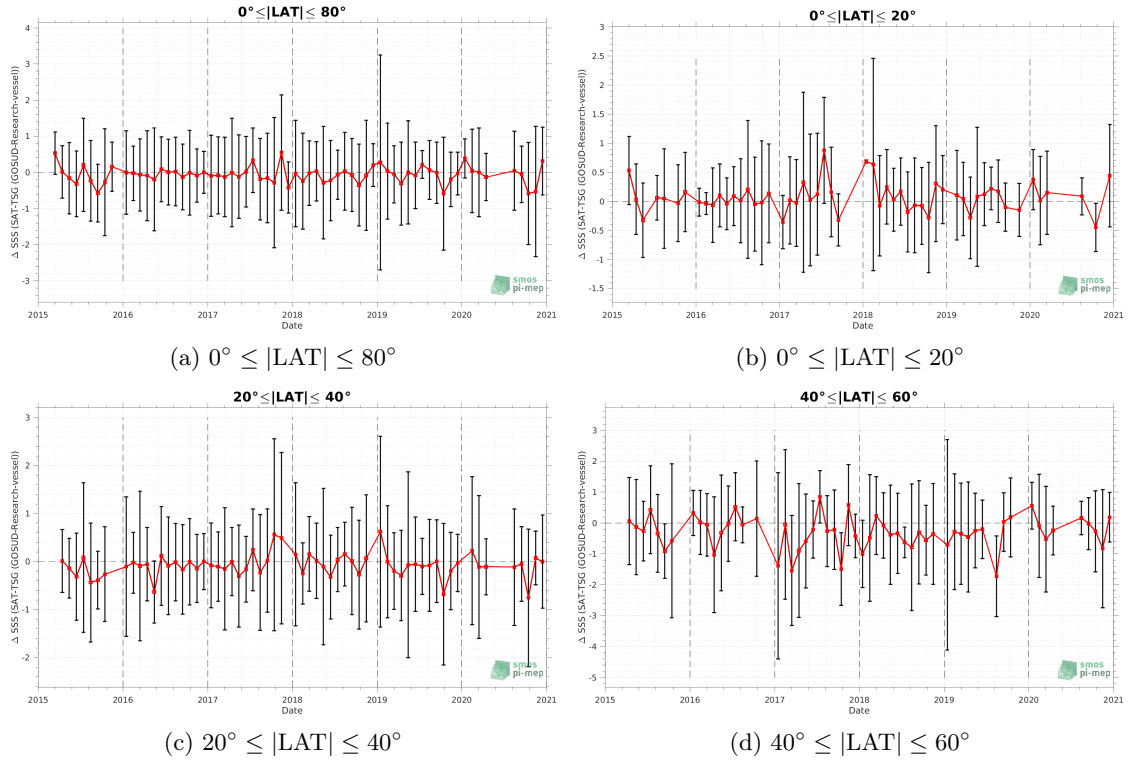 0°≤|LAT|≤ 80°
Δ SSS (SAT-TSG (GOSUD-Research-vessel))
4
3
2
1
0
-1
-2
-3
2015 2016 2017 2018 2019 2020 2021
Date
smos
pi-mep
(a) 0° ≤ |LAT| ≤ 80°
0°≤|LAT|≤ 20°
Δ SSS (SAT-TSG (GOSUD-Research-vessel))
3
2.5
2
1.5
1
0.5
0
-0.5
-1
-1.5
2015 2016 2017 2018 2019 2020 2021
Date
smos
pi-mep
(b) 0° ≤ |LAT| ≤ 20°
20°≤|LAT|≤ 40°
Δ SSS (SAT-TSG (GOSUD-Research-vessel))
3
2
1
0
-1
-2
2015 2016 2017 2018 2019 2020 2021
Date
smos
pi-mep
(c) 20° ≤ |LAT| ≤ 40°
40°≤|LAT|≤ 60°
Δ SSS (SAT-TSG (GOSUD-Research-vessel))
3
2
1
0
-1
-2
-3
-4
-5
2015 2016 2017 2018 2019 2020 2021
Date
smos
pi-mep
(d) 40° ≤ |LAT| ≤ 60°